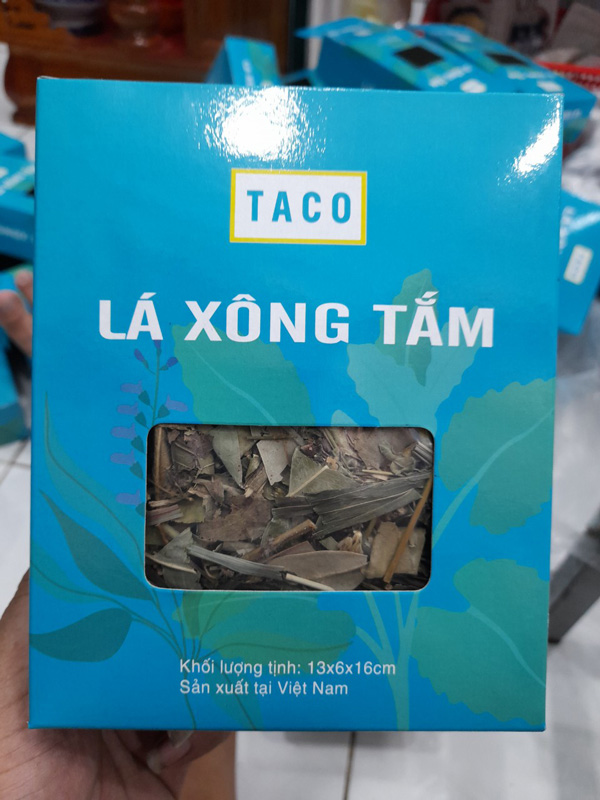 TACO
LÁ XÔNG TẮM
Khối lượng tịnh: 13x6x16cm
Sản xuất tại Việt Nam